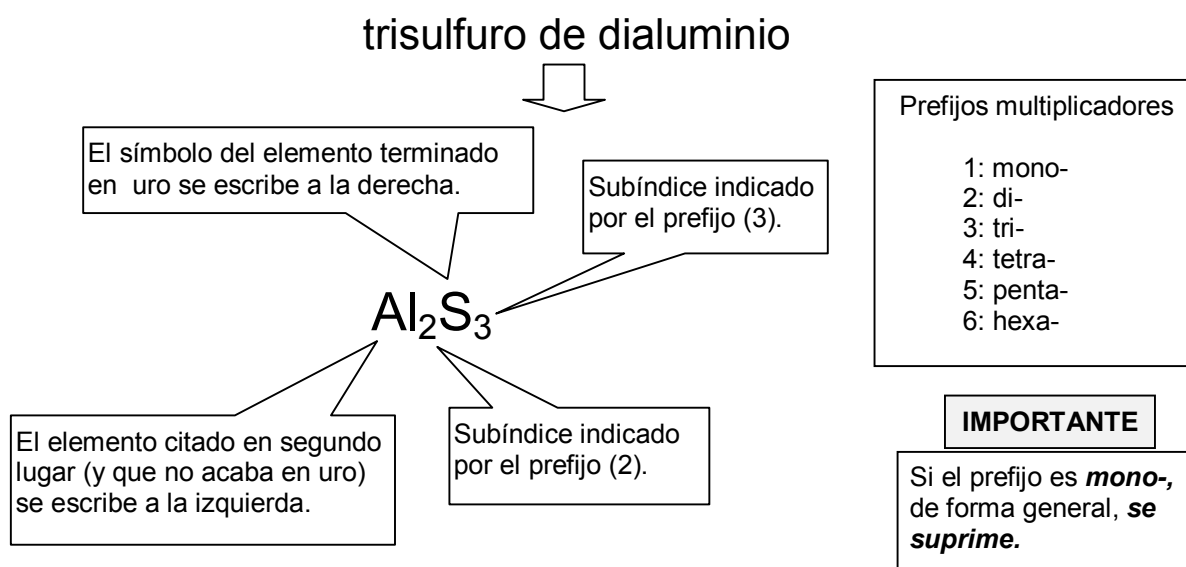 trisulfuro de dialuminio
El símbolo del elemento terminado
en uro se escribe a la derecha.
Subíndice indicado
por el prefijo (3).
Al₂S₃
El elemento citado en segundo
lugar (y que no acaba en uro)
se escribe a la izquierda.
Subíndice indicado
por el prefijo (2).
Prefijos multiplicadores
1: mono-
2: di-
3: tri-
4: tetra-
5: penta-
6: hexa-
IMPORTANTE
Si el prefijo es mono-,
de forma general, se
suprime.